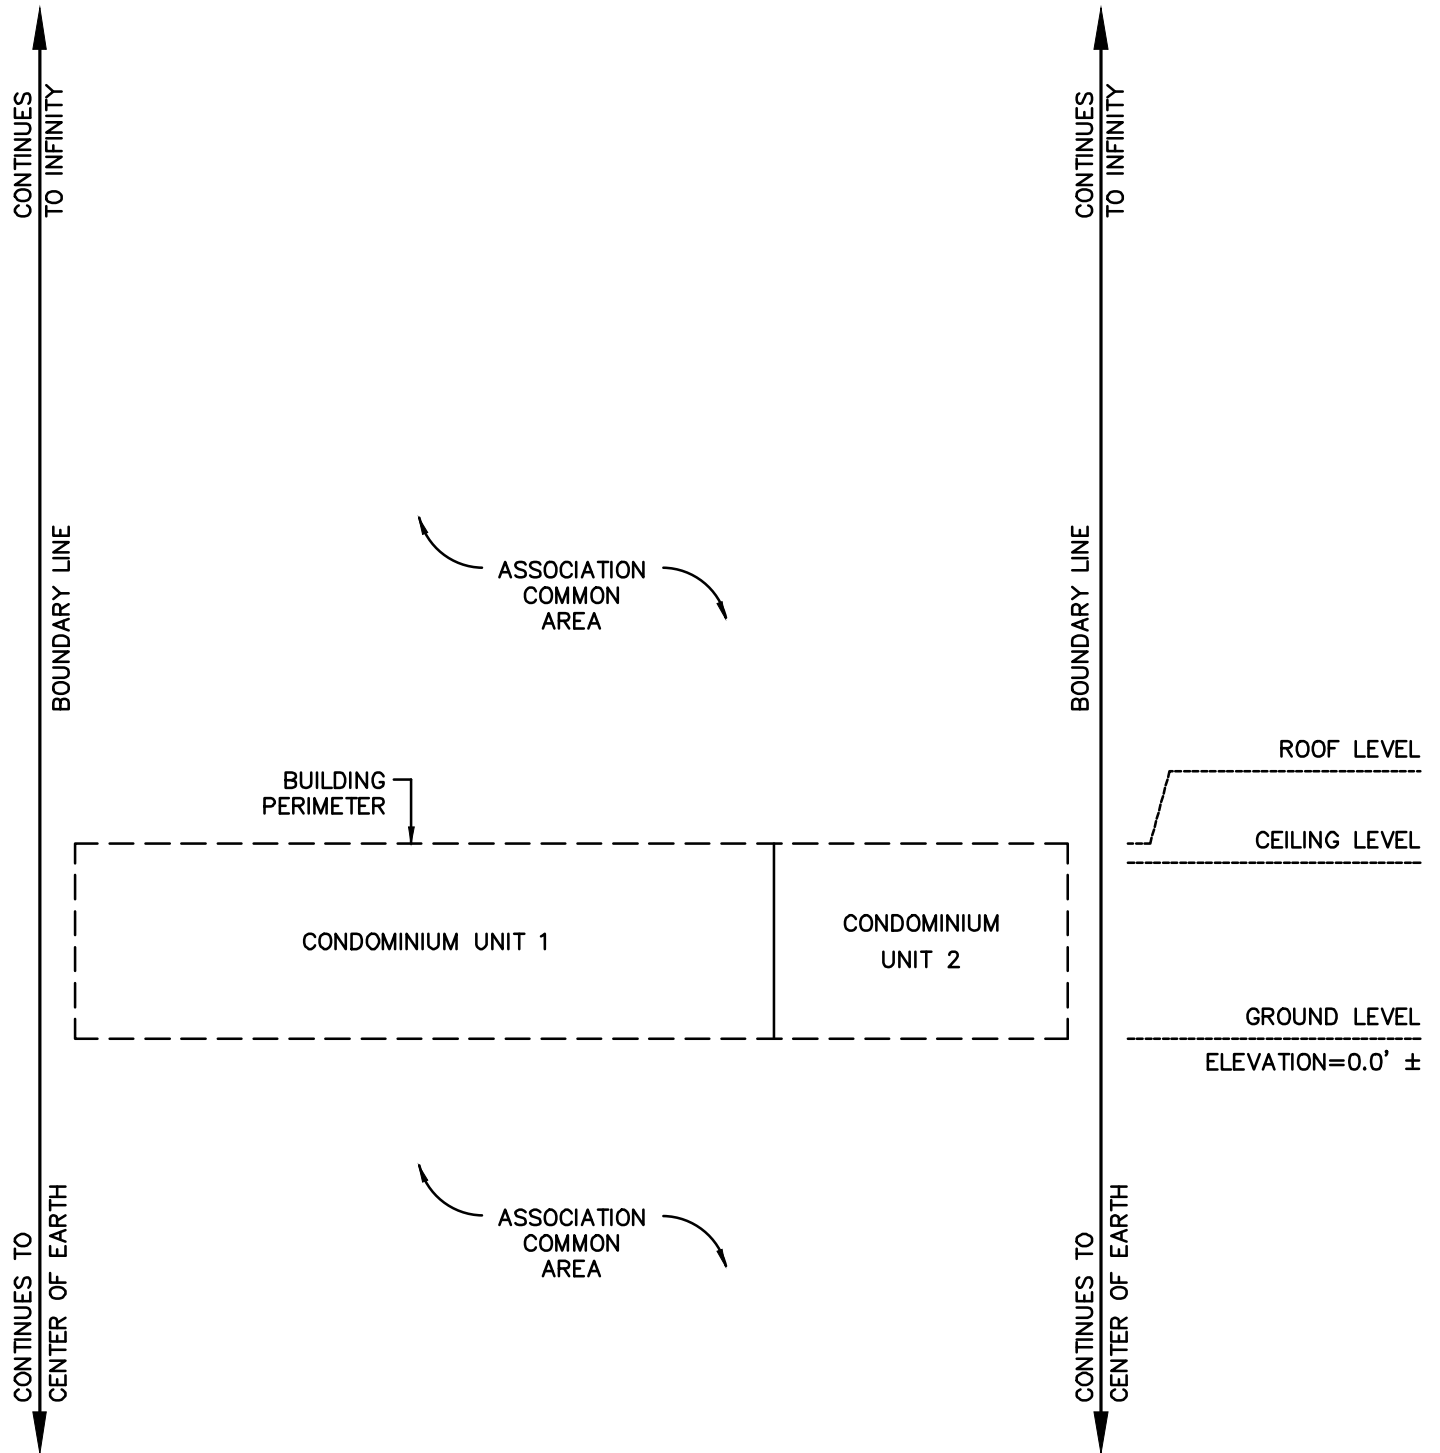 CONTINUES
TO INFINITY
CONTINUES
TO INFINITY
BOUNDARY LINE
ASSOCIATION
COMMON
AREA
BOUNDARY LINE
ROOF LEVEL
BUILDING
PERIMETER
CEILING LEVEL
CONDOMINIUM UNIT 1
CONDOMINIUM
UNIT 2
GROUND LEVEL
ELEVATION=0.0' ±
CONTINUES TO
CENTER OF EARTH
ASSOCIATION
COMMON
AREA
CONTINUES TO
CENTER OF EARTH